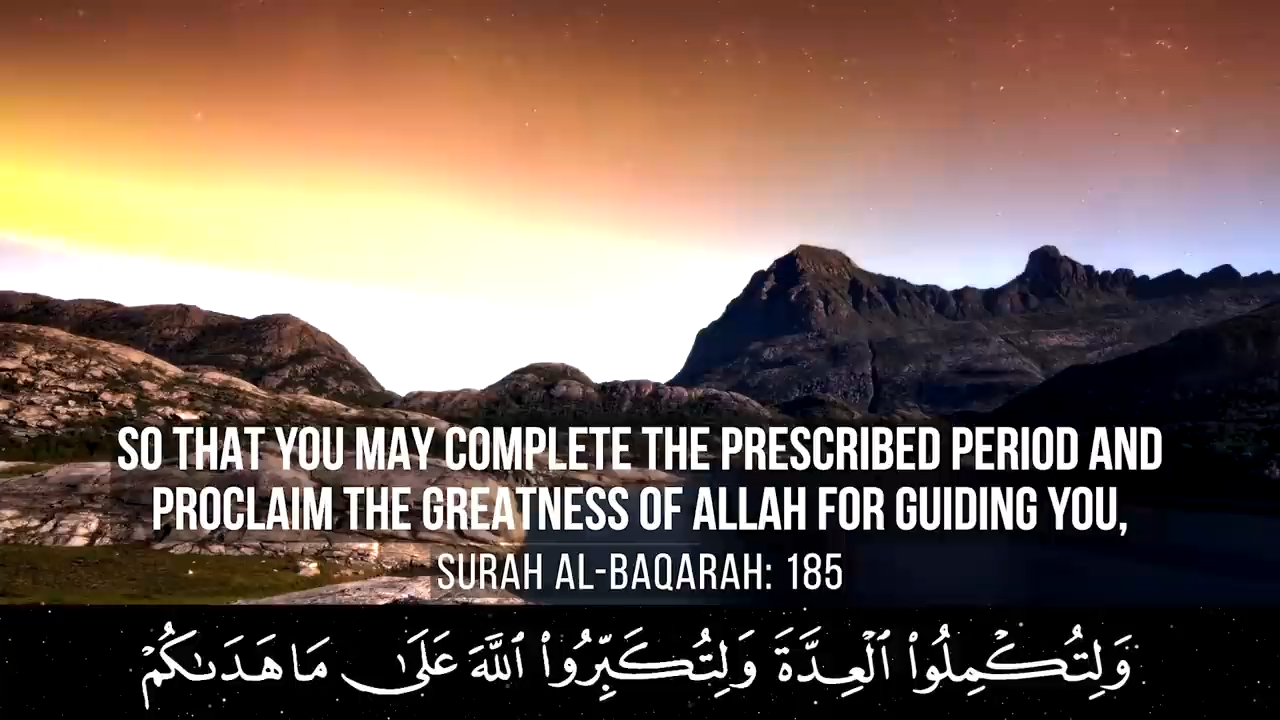 SO THAT YOU MAY COMPLETE THE PRESCRIBED PERIOD AND
PROCLAIM THE GREATNESS OF ALLAH FOR GUIDING YOU,
SURAH AL-BAQARAH: 185
وَلِتُكْمِلُوا۟ ٱلْعِدَّةَ وَلِتُكَبِّرُوا۟ ٱللَّهَ عَلَىٰ مَا هَدَىٰكُمْ